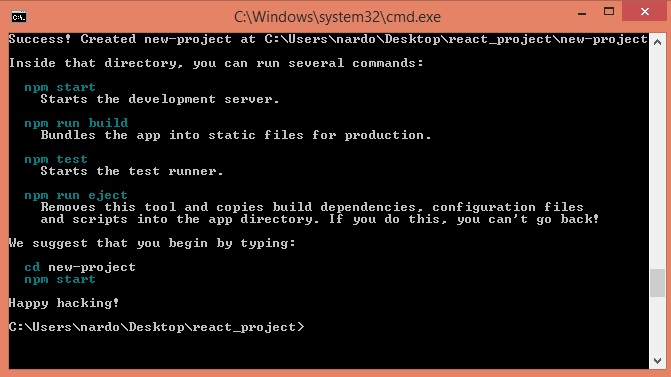 C:\Windows\system32\cmd.exe
Success! Created new-project at C:\Users\nardo\Desktop\react_project\new-project
Inside that directory, you can run several commands:
npm start
Starts the development server.
npm run build
Bundles the app into static files for production.
npm test
Starts the test runner.
npm run eject
Removes this tool and copies build dependencies, configuration files
and scripts into the app directory. If you do this, you can't go back!
We suggest that you begin by typing:
cd new-project
npm start
Happy hacking!
C:\Users\nardo\Desktop\react_project>